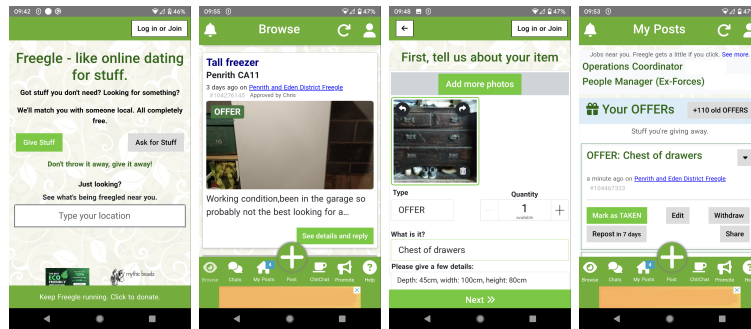 09:42
46%
Log in or Join
Freegle - like online dating
for stuff.
Got stuff you don't need? Looking for something?
We'll match you with someone local. All completely
free.
Give Stuff
Ask for Stuff
Don't throw it away, give it away!
Just looking?
See what's being freegled near you.
Type your location
ECO
mythic beasts
Keep Freegle running. Click to donate.
09:55
47%
Browse
Tall freezer
Penrith CA11
3 days ago on Penrith and Eden District Freegle
#104276145 Approved by Chris
OFFER
Working condition,been in the garage so
probably not the best looking for a...
See details and reply
Browse
Chats
4
My Posts
Post
ChitChat
Promote
Help
09:48
47%
Log in or Join
First, tell us about your item
Add more photos
Type
Quantity
OFFER
1
available
What is it?
Chest of drawers
Please give a few details:
Depth: 45cm, width: 100cm, height: 80cm
Next
09:53
47
My Posts
Jobs near you. Freegle gets a little if you click. See more.
Operations Coordinator
People Manager (Ex-Forces)
Your OFFERs
+110 old OFFERS
Stuff you're giving away.
OFFER: Chest of drawers
a minute ago on Penrith and Eden District Freegle
#104467323
Mark as TAKEN
Edit
Withdraw
Repost in 7 days
Share
Browse
Chats
4
My Posts
Post
ChitChat
Promote
Help